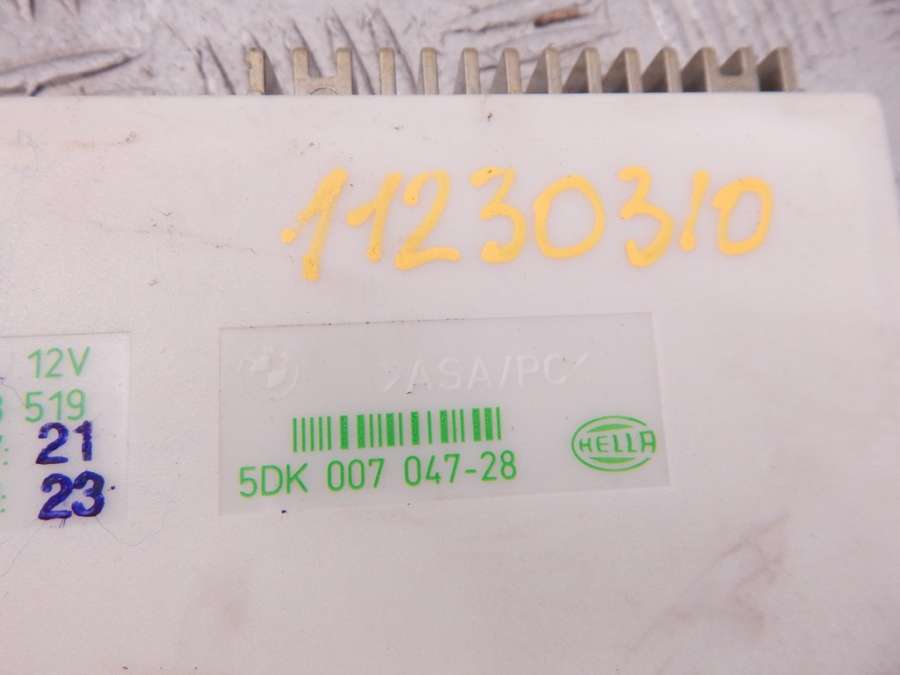 11230310
12V
519
21
23
>ASA/PC<
5DK 007 047-28
HELLA